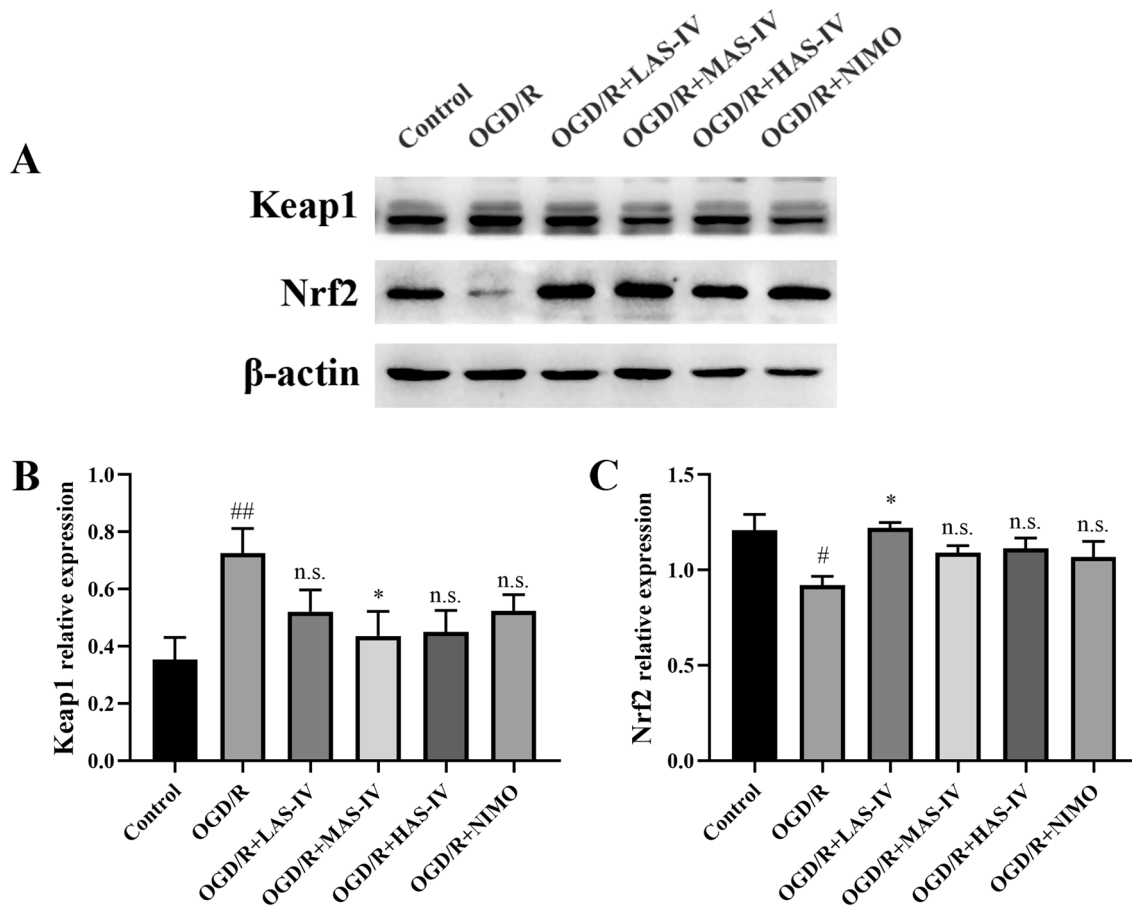 A
Control
OGD/R
OGD/R+LAS-IV
OGD/R+MAS-IV
OGD/R+HAS-IV
OGD/R+NIMO
Keap1
Nrf2
β-actin
B
Keap1 relative expression
1.0
0.8
0.6
0.4
0.2
0.0
##
n.s.
*
n.s.
n.s.
Control
OGD/R
OGD/R+LAS-IV
OGD/R+MAS-IV
OGD/R+HAS-IV
OGD/R+NIMO
C
Nrf2 relative expression
1.5
1.0
0.5
0.0
#
*
n.s.
n.s.
n.s.
Control
OGD/R
OGD/R+LAS-IV
OGD/R+MAS-IV
OGD/R+HAS-IV
OGD/R+NIMO